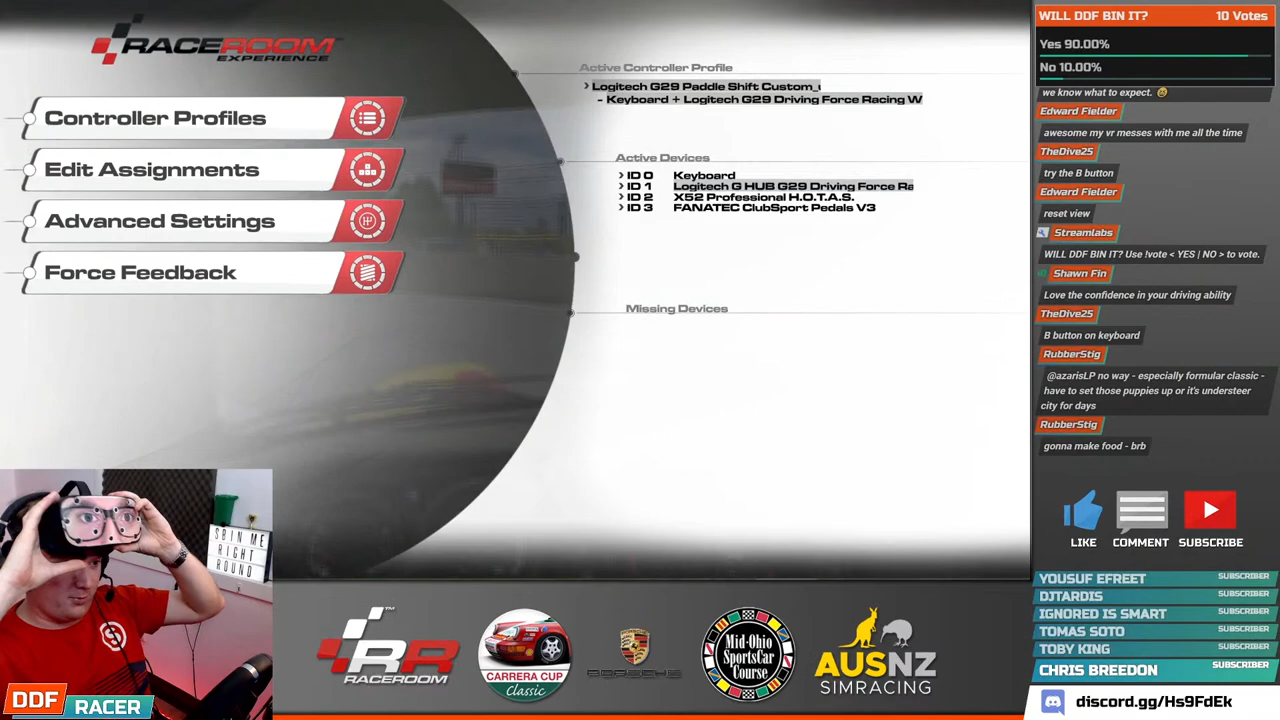 RACEROOM
EXPERIENCE
Controller Profiles
Edit Assignments
Advanced Settings
Force Feedback
Active Controller Profile
Logitech G29 Paddle Shift Custom_
- Keyboard + Logitech G29 Driving Force Racing W
Active Devices
ID 0 Keyboard
ID 1 Logitech G HUB G29 Driving Force Ra
ID 2 X52 Professional H.O.T.A.S.
ID 3 FANATEC ClubSport Pedals V3
Missing Devices
WILL DDF BIN IT? 10 Votes
Yes 90.00%
No 10.00%
we know what to expect. 😅
Edward Fielder
awesome my vr messes with me all the time
TheDive25
try the B button
Edward Fielder
reset view
Streamlabs
WILL DDF BIN IT? Use !vote < YES | NO > to vote.
Shawn Fin
Love the confidence in your driving ability
TheDive25
B button on keyboard
RubberStig
@azarisLP no way - especially formular classic -
have to set those puppies up or it's understeer
city for days
RubberStig
gonna make food - brb
LIKE COMMENT SUBSCRIBE
YOUSUF EFREET SUBSCRIBER
DJTARDIS SUBSCRIBER
IGNORED IS SMART SUBSCRIBER
TOMAS SOTO SUBSCRIBER
TOBY KING SUBSCRIBER
CHRIS BREEDON SUBSCRIBER
discord.gg/Hs9FdEk
SBIN ME
RIGHT
ROUND
DDF RACER
RR™
RACEROOM
CARRERA CUP
Classic
PORSCHE
Mid-Ohio
SportsCar
Course
AUSNZ
SIMRACING